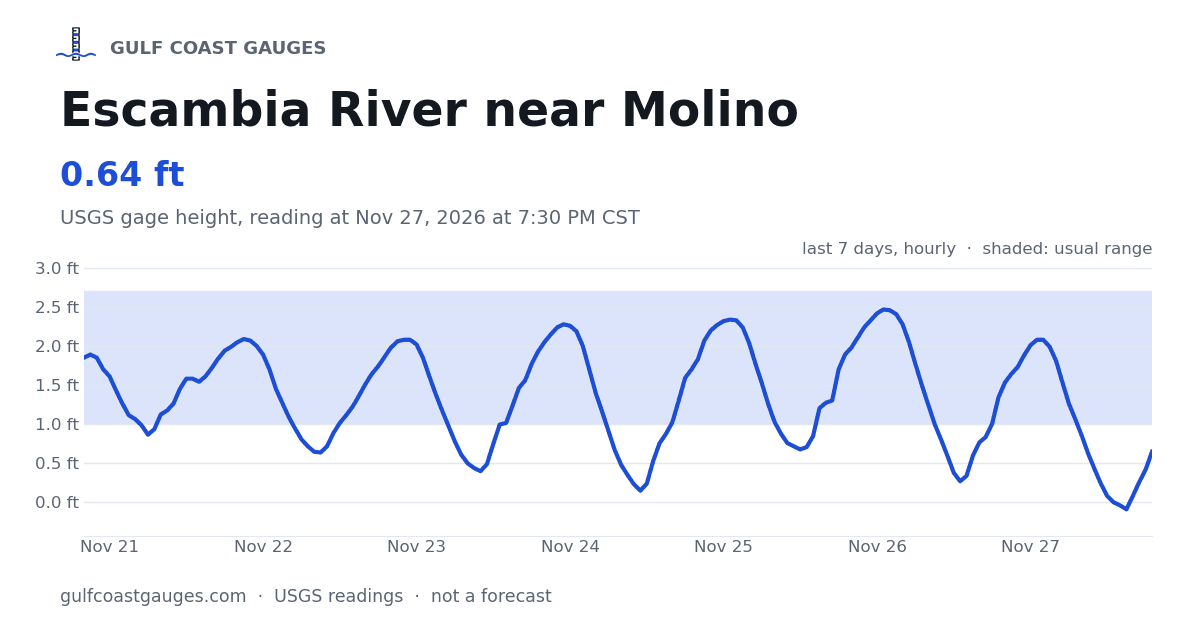 GULF COAST GAUGES
Escambia River near Molino
0.64 ft
USGS gage height, reading at Nov 27, 2026 at 7:30 PM CST
last 7 days, hourly · shaded: usual range
3.0 ft
2.5 ft
2.0 ft
1.5 ft
1.0 ft
0.5 ft
0.0 ft
Nov 21 Nov 22 Nov 23 Nov 24 Nov 25 Nov 26 Nov 27
gulfcoastgauges.com · USGS readings · not a forecast